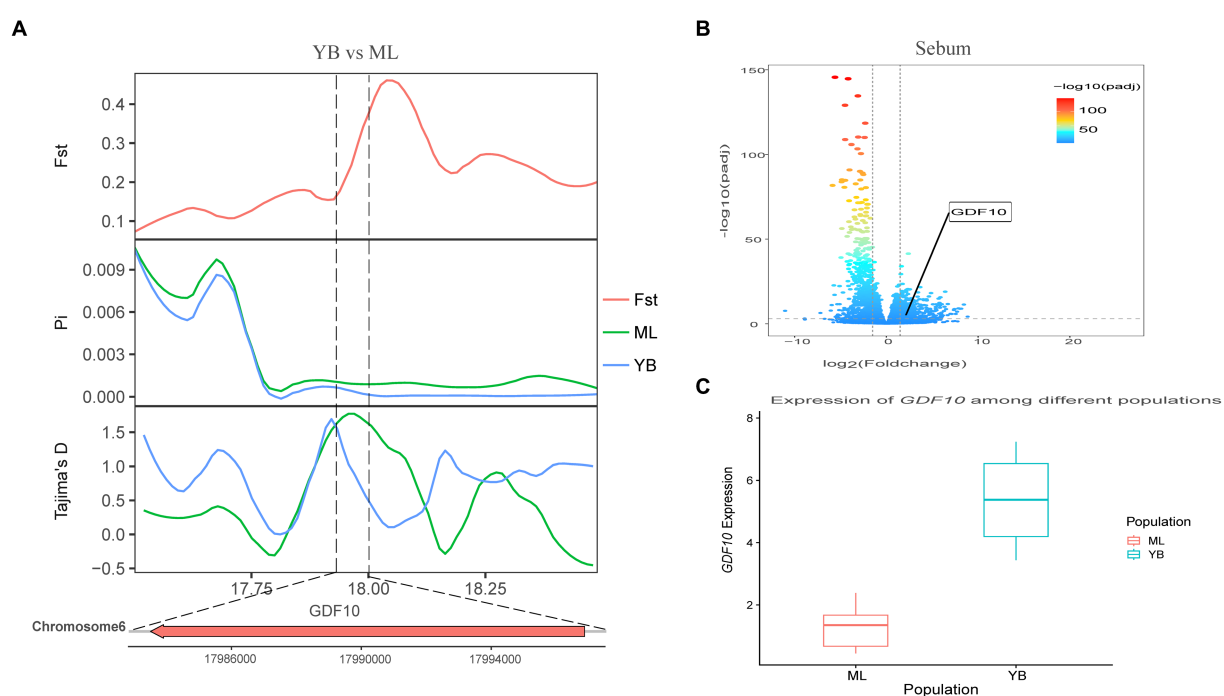 A
YB vs ML
Fst
0.4
0.3
0.2
0.1
Pi
0.009
0.006
0.003
0.000
Tajima's D
1.5
1.0
0.5
0.0
−0.5
17.75
18.00
18.25
Fst
ML
YB
GDF10
Chromosome6
17986000
17990000
17994000
B
Sebum
-log10(padj)
150
100
50
0
−10
0
10
20
log2(Foldchange)
−log10(padj)
100
50
GDF10
C
Expression of GDF10 among different populations
GDF10 Expression
8
6
4
2
ML
YB
Population
Population
ML
YB